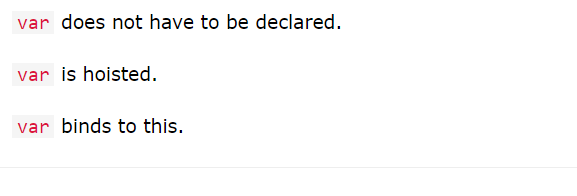 var does not have to be declared.
var is hoisted.
var binds to this.